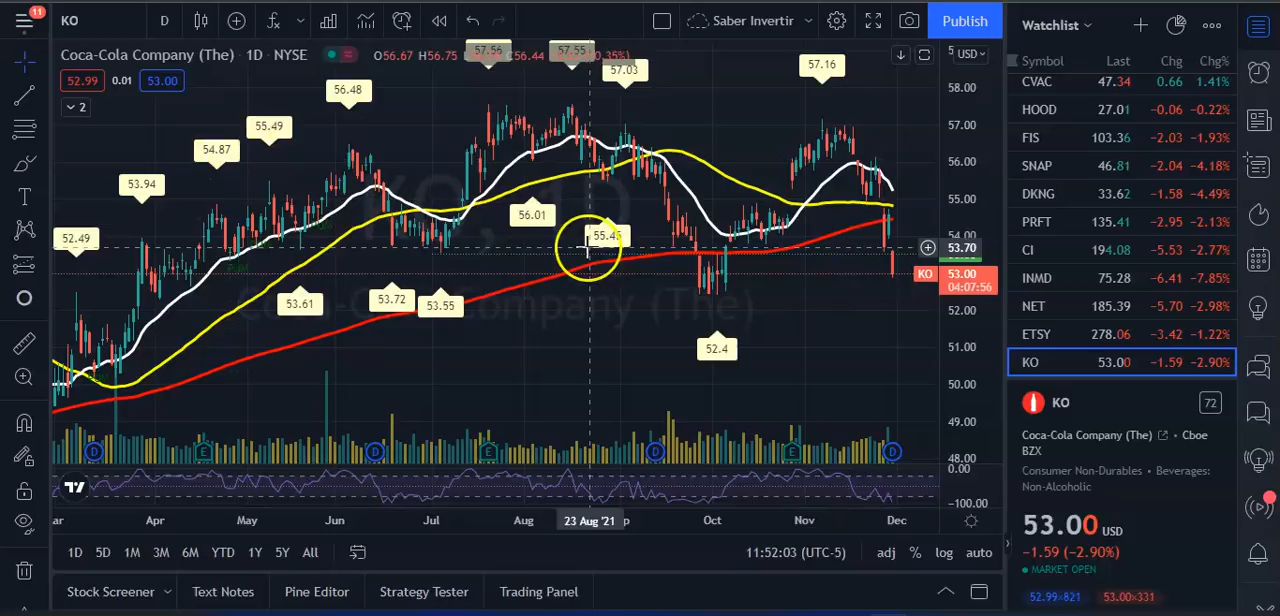 11
KO
D
Saber Invertir
Publish
Coca-Cola Company (The) · 1D · NYSE
O56.67 H56.75 C56.44
52.99 0.01 53.00
2
USD
58.00
57.00
56.00
55.00
54.00
53.70
KO 53.00
04:07:56
52.00
51.00
50.00
49.00
48.00
0.00
-100.00
52.49
53.94
54.87
55.49
56.48
57.56
57.55
57.03
57.16
53.61
53.72
53.55
56.01
55.45
52.4
KO, 1D
Coca-Cola Company (The)
D E D E D E D
Apr May Jun Jul Aug 23 Aug '21 Oct Nov Dec
1D 5D 1M 3M 6M YTD 1Y 5Y All
11:52:03 (UTC-5) adj % log auto
Stock Screener Text Notes Pine Editor Strategy Tester Trading Panel
Watchlist
Symbol Last Chg Chg%
CVAC 47.34 0.66 1.41%
HOOD 27.01 −0.06 −0.22%
FIS 103.36 −2.03 −1.93%
SNAP 46.81 −2.04 −4.18%
DKNG 33.62 −1.58 −4.49%
PRFT 135.41 −2.95 −2.13%
CI 194.08 −5.53 −2.77%
INMD 75.28 −6.41 −7.85%
NET 185.39 −5.70 −2.98%
ETSY 278.06 −3.42 −1.22%
KO 53.00 −1.59 −2.90%
KO 72
Coca-Cola Company (The) • Cboe
BZX
Consumer Non-Durables • Beverages:
Non-Alcoholic
53.00 USD
−1.59 (−2.90%)
MARKET OPEN
52.99×821 53.00×331